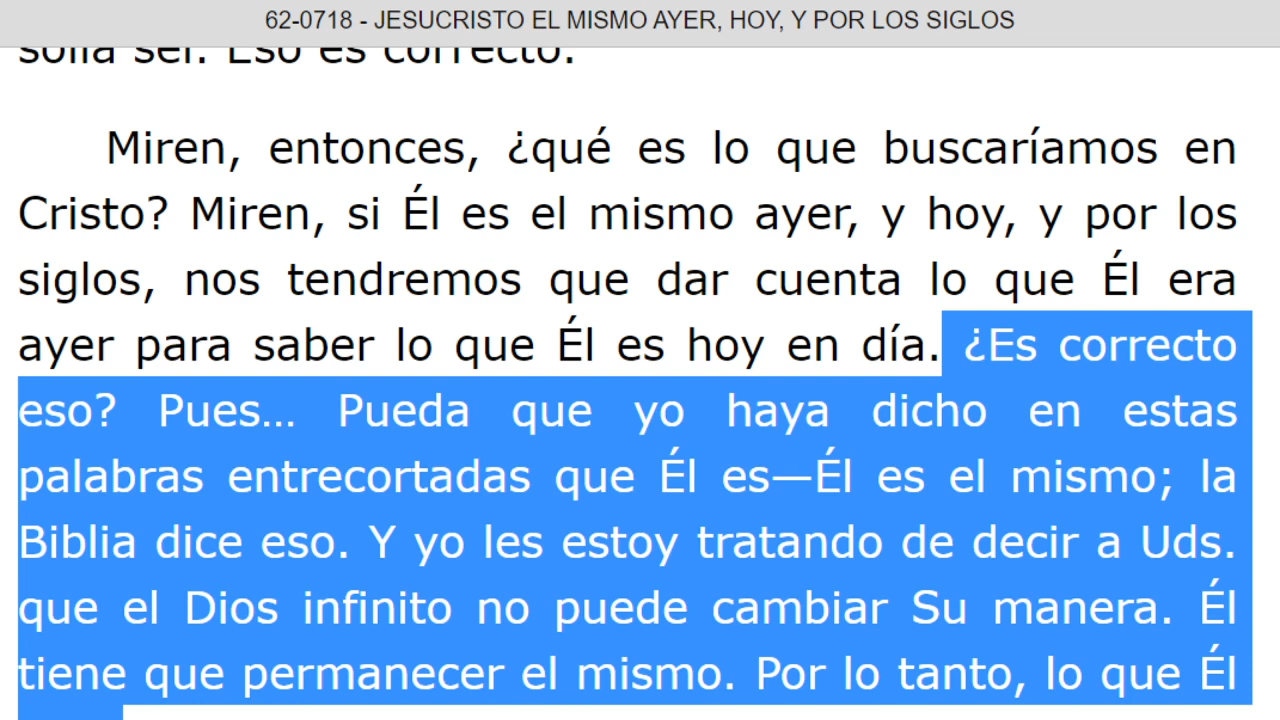 62-0718 - JESUCRISTO EL MISMO AYER, HOY, Y POR LOS SIGLOS
solía ser. Eso es correcto.
Miren, entonces, ¿qué es lo que buscaríamos en
Cristo? Miren, si Él es el mismo ayer, y hoy, y por los
siglos, nos tendremos que dar cuenta lo que Él era
ayer para saber lo que Él es hoy en día. ¿Es correcto
eso? Pues... Pueda que yo haya dicho en estas
palabras entrecortadas que Él es—Él es el mismo; la
Biblia dice eso. Y yo les estoy tratando de decir a Uds.
que el Dios infinito no puede cambiar Su manera. Él
tiene que permanecer el mismo. Por lo tanto, lo que Él